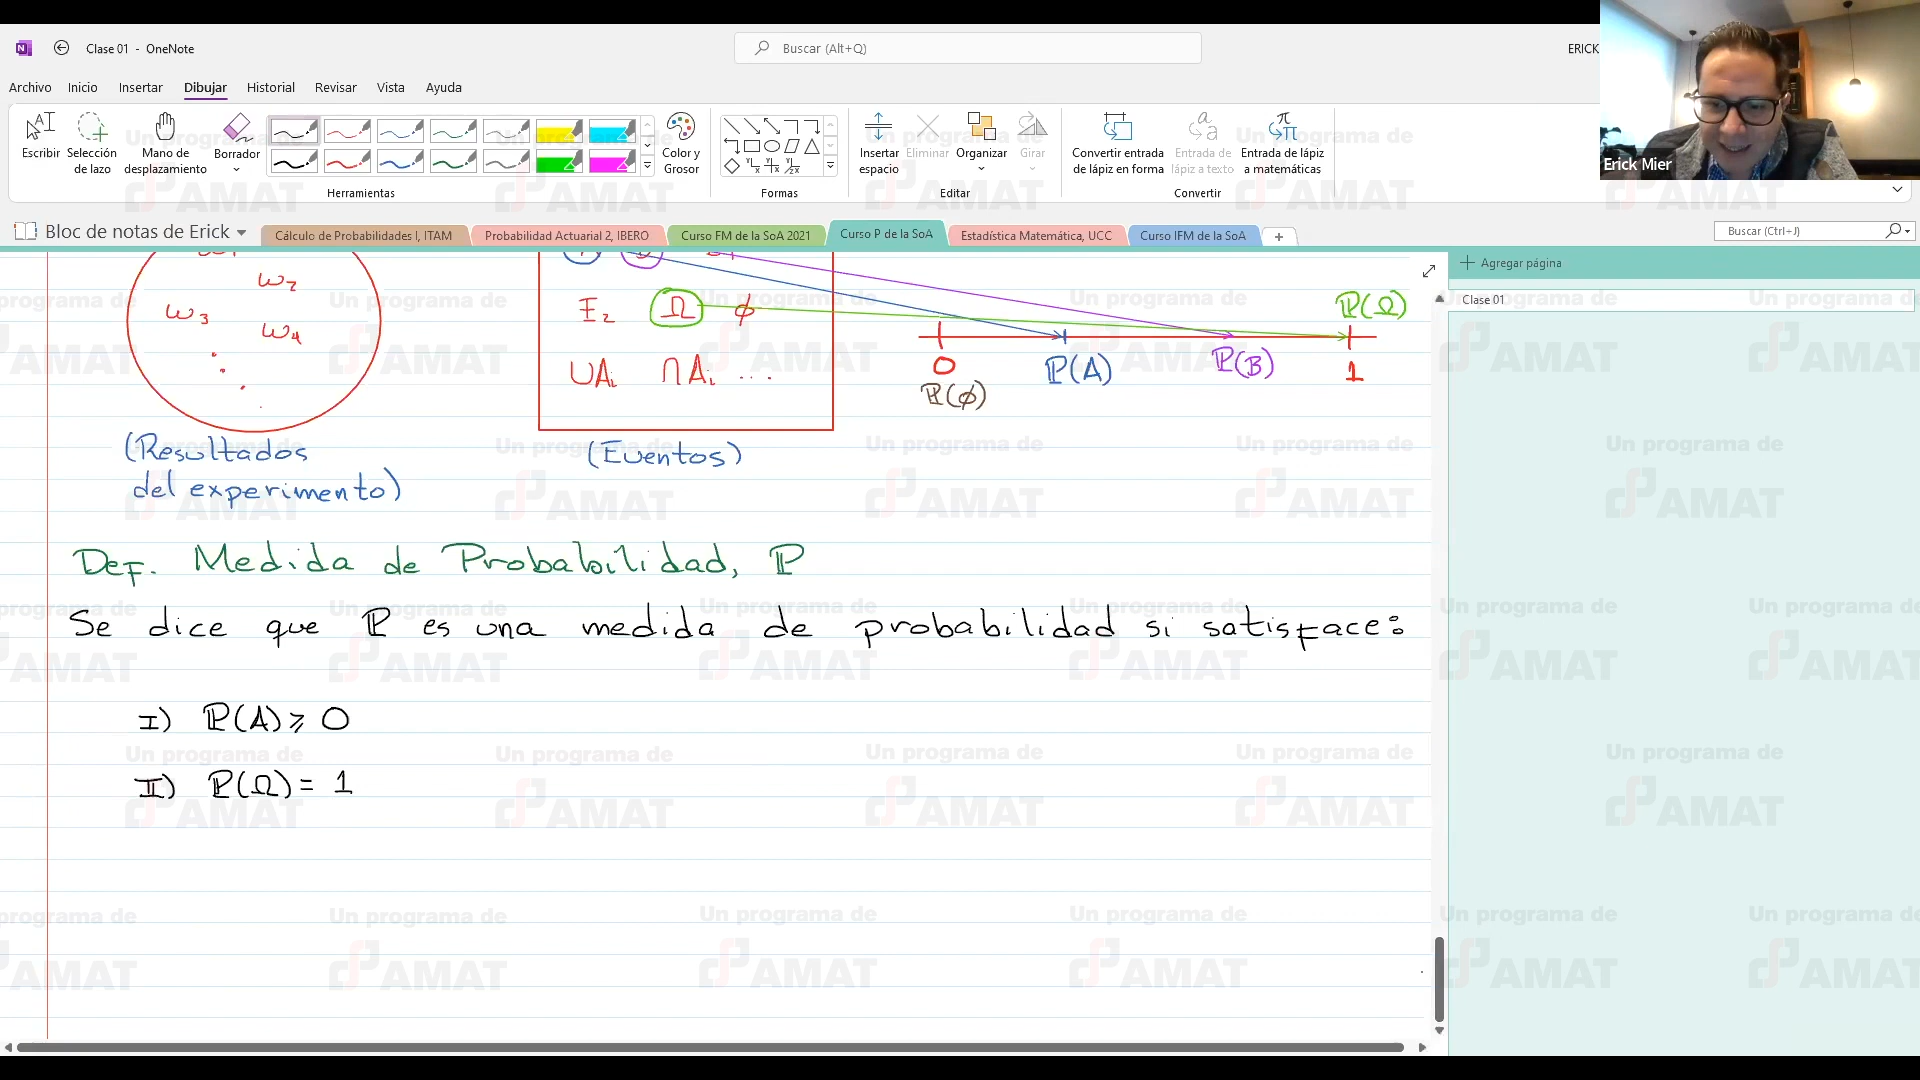 Clase 01 - OneNote
Buscar (Alt+Q)
ERICK
Archivo Inicio Insertar Dibujar Historial Revisar Vista Ayuda
Escribir
Selección de lazo
Mano de desplazamiento
Borrador
Color y Grosor
Insertar espacio
Eliminar
Organizar
Girar
Convertir entrada de lápiz en forma
Entrada de lápiz a texto
Entrada de lápiz a matemáticas
Herramientas
Formas
Editar
Convertir
Erick Mier
Bloc de notas de Erick
Cálculo de Probabilidades I, ITAM
Probabilidad Actuarial 2, IBERO
Curso FM de la SoA 2021
Curso P de la SoA
Estadística Matemática, UCC
Curso IFM de la SoA
Buscar (Ctrl+J)
Agregar página
Clase 01
ω2
ω3
ω4
E2 Ω ϕ
∪Ai ∩Ai ...
ℙ(Ω)
0 ℙ(A) ℙ(B) 1
ℙ(ϕ)
(Resultados
del experimento)
(Eventos)
Def. Medida de Probabilidad, ℙ
Se dice que ℙ es una medida de probabilidad si satisface:
I) ℙ(A) ⩾ 0
II) ℙ(Ω) = 1
Un programa de
AMAT